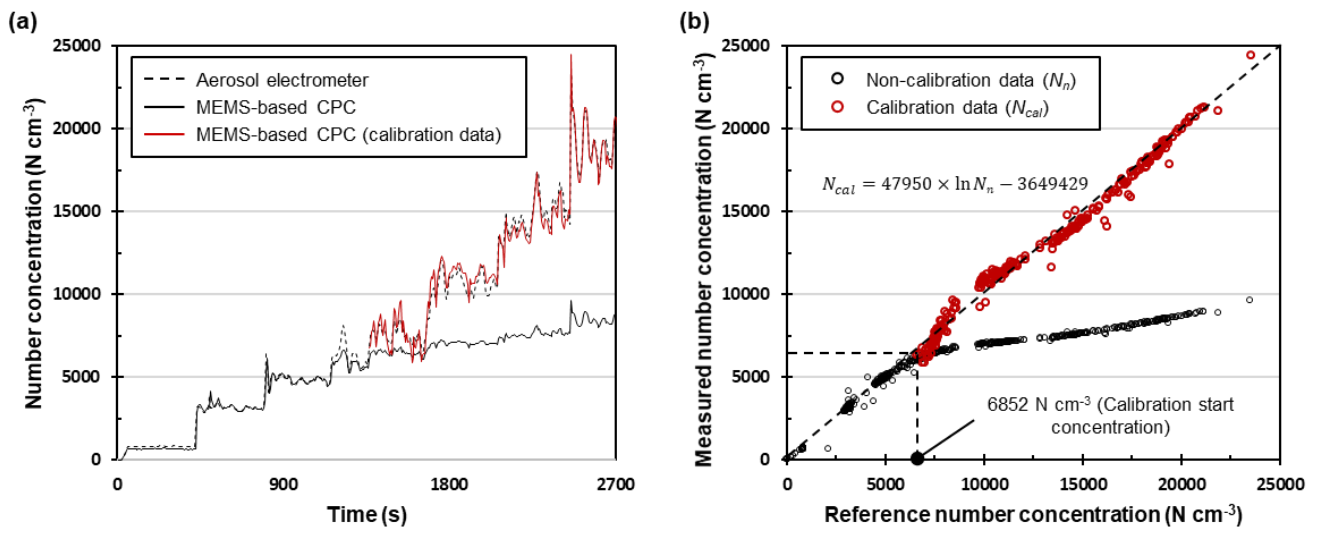 (a)
25000
20000
15000
10000
5000
0
Number concentration (N cm-3)
Aerosol electrometer
MEMS-based CPC
MEMS-based CPC (calibration data)
0
900
1800
2700
Time (s)
(b)
25000
20000
15000
10000
5000
0
Measured number concentration (N cm-3)
Non-calibration data (Nn)
Calibration data (Ncal)
Ncal = 47950 × ln Nn − 3649429
6852 N cm-3 (Calibration start
concentration)
0
5000
10000
15000
20000
25000
Reference number concentration (N cm-3)